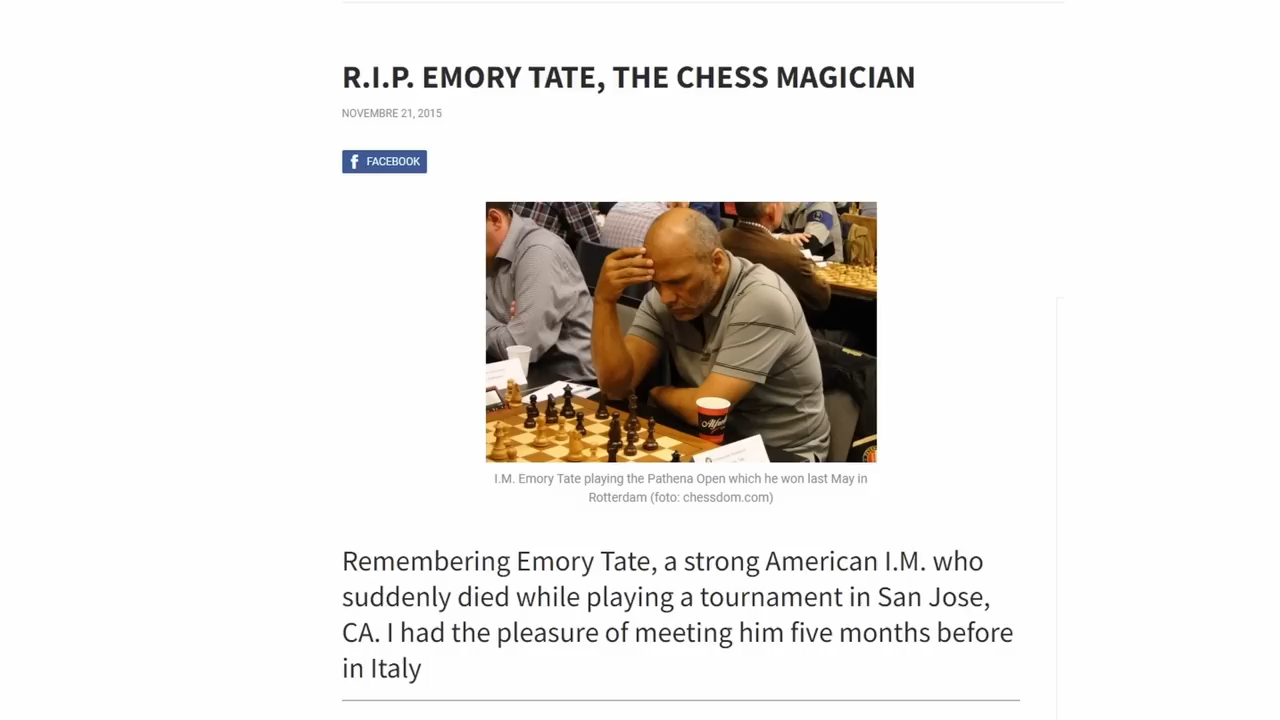 R.I.P. EMORY TATE, THE CHESS MAGICIAN
NOVEMBRE 21, 2015
f FACEBOOK
I.M. Emory Tate playing the Pathena Open which he won last May in
Rotterdam (foto: chessdom.com)
Remembering Emory Tate, a strong American I.M. who
suddenly died while playing a tournament in San Jose,
CA. I had the pleasure of meeting him five months before
in Italy